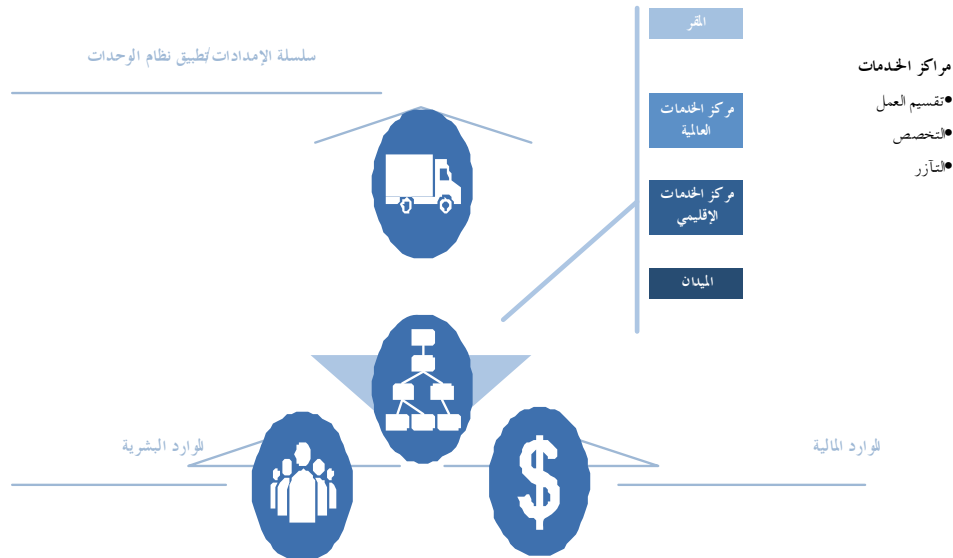 المقر
سلسلة الإمدادات/تطبيق نظام الوحدات
مراكز الخدمات
•تقسيم العمل
•التخصص
•التآزر
مركز الخدمات
العالمية
مركز الخدمات
الإقليمي
الميدان
الموارد المالية
الموارد البشرية